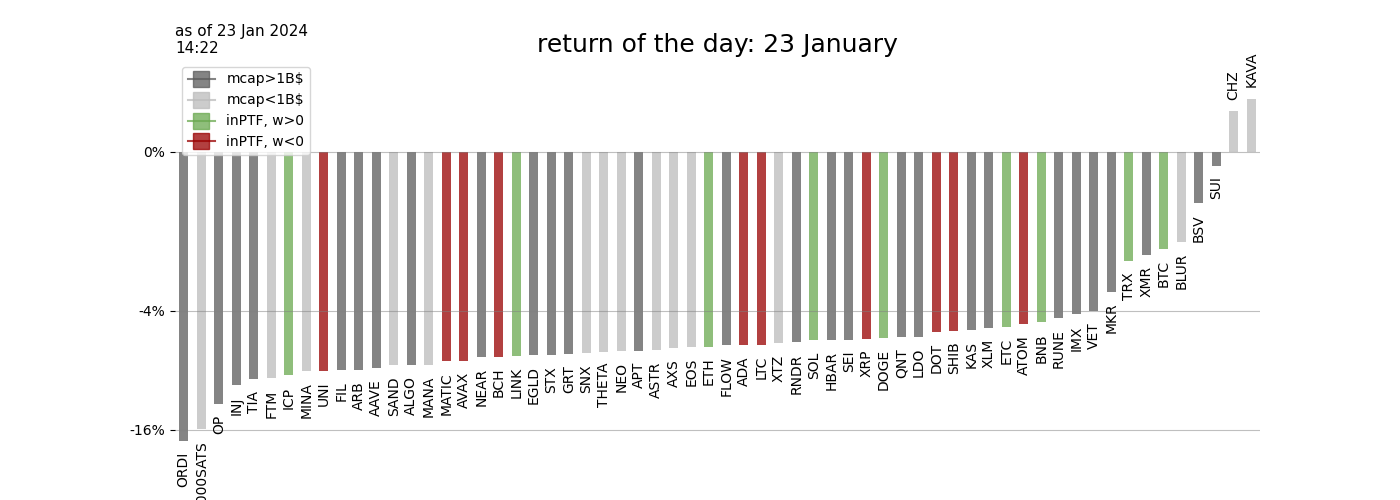 as of 23 Jan 2024
14:22
return of the day: 23 January
mcap>1B$
mcap<1B$
inPTF, w>0
inPTF, w<0
0%
-4%
-16%
ORDI
000SATS
OP
INJ
TIA
FTM
ICP
MINA
UNI
FIL
ARB
AAVE
SAND
ALGO
MANA
MATIC
AVAX
NEAR
BCH
LINK
EGLD
STX
GRT
SNX
THETA
NEO
APT
ASTR
AXS
EOS
ETH
FLOW
ADA
LTC
XTZ
RNDR
SOL
HBAR
SEI
XRP
DOGE
QNT
LDO
DOT
SHIB
KAS
XLM
ETC
ATOM
BNB
RUNE
IMX
VET
MKR
TRX
XMR
BTC
BLUR
BSV
SUI
CHZ
KAVA